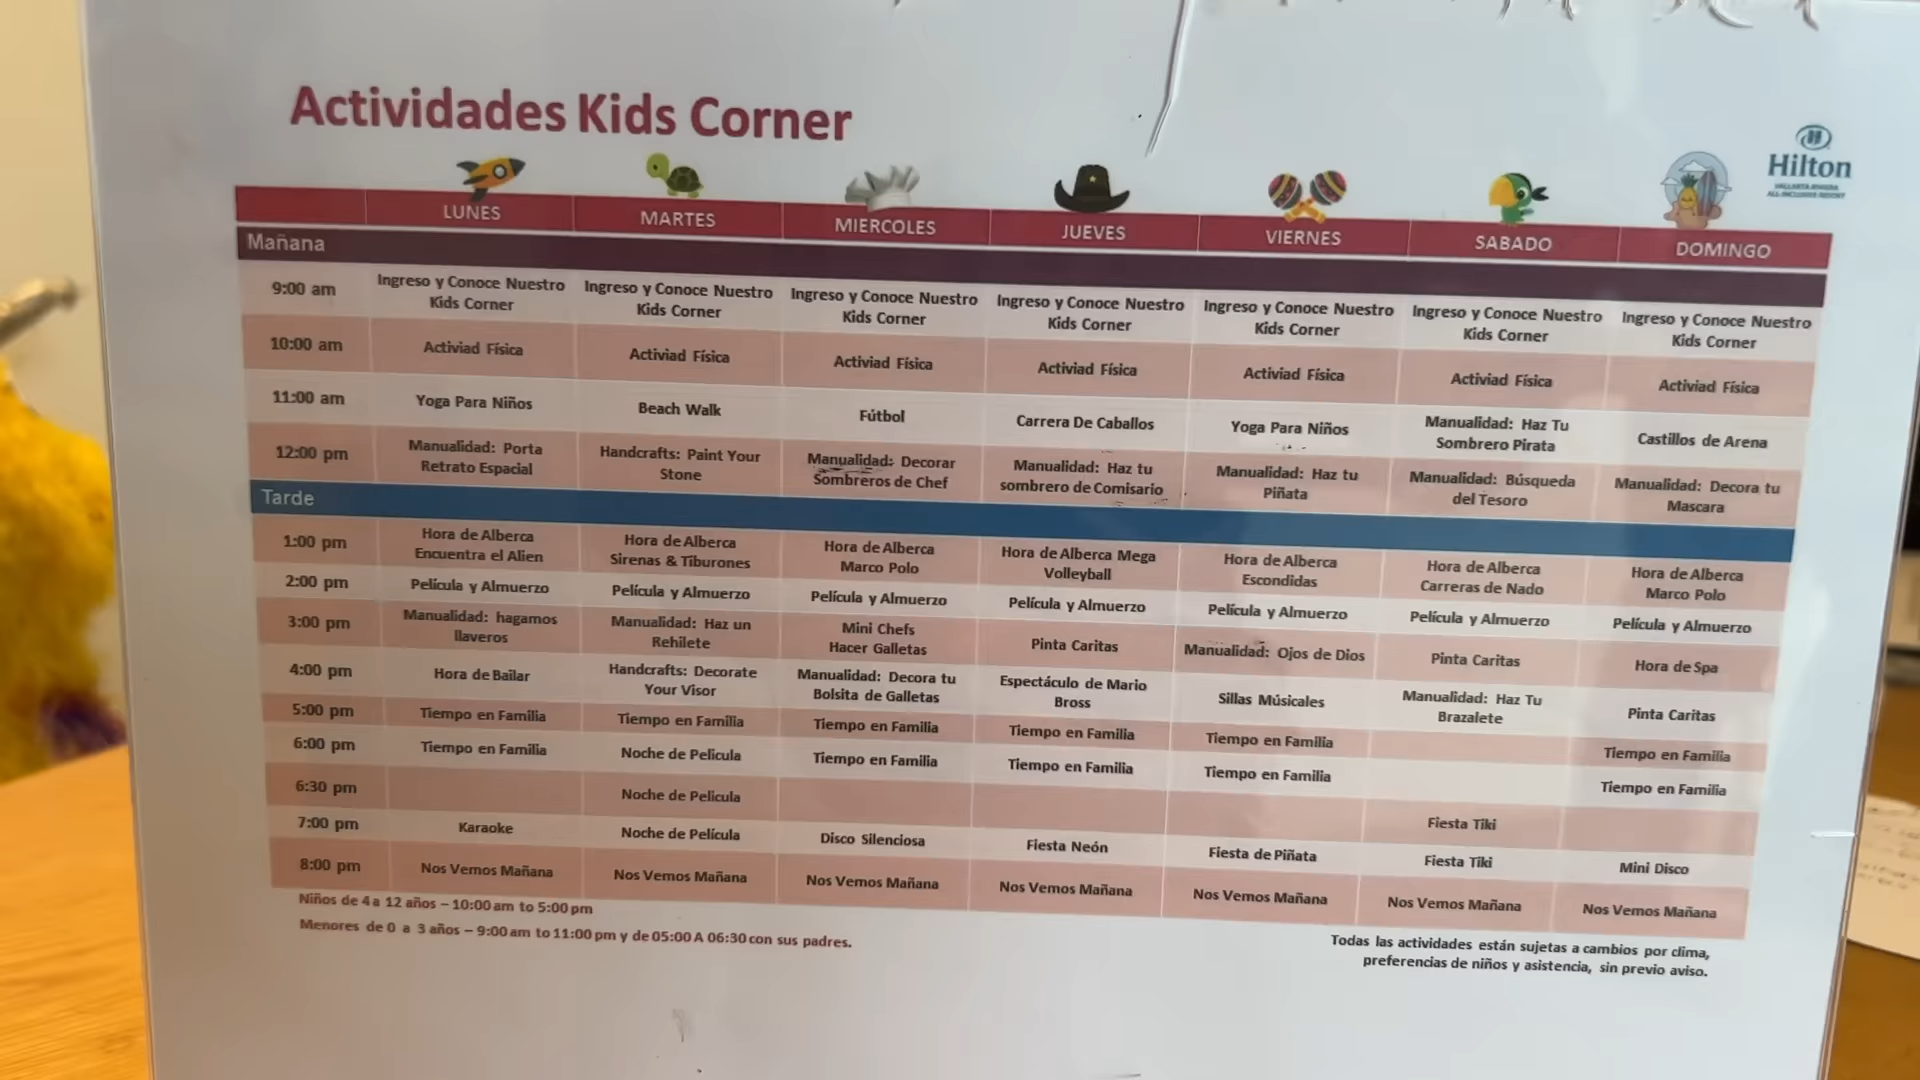 Actividades Kids Corner
Hilton
VALLARTA RIVIERA
ALL-INCLUSIVE RESORT
LUNES MARTES MIERCOLES JUEVES VIERNES SABADO DOMINGO
Mañana
9:00 am Ingreso y Conoce Nuestro Kids Corner Ingreso y Conoce Nuestro Kids Corner Ingreso y Conoce Nuestro Kids Corner Ingreso y Conoce Nuestro Kids Corner Ingreso y Conoce Nuestro Kids Corner Ingreso y Conoce Nuestro Kids Corner Ingreso y Conoce Nuestro Kids Corner
10:00 am Activiad Física Activiad Física Activiad Física Activiad Física Activiad Física Activiad Física Activiad Física
11:00 am Yoga Para Niños Beach Walk Fútbol Carrera De Caballos Yoga Para Niños Manualidad: Haz Tu Sombrero Pirata Castillos de Arena
12:00 pm Manualidad: Porta Retrato Espacial Handcrafts: Paint Your Stone Manualidad: Decorar Sombreros de Chef Manualidad: Haz tu sombrero de Comisario Manualidad: Haz tu Piñata Manualidad: Búsqueda del Tesoro Manualidad: Decora tu Mascara
Tarde
1:00 pm Hora de Alberca Encuentra el Alien Hora de Alberca Sirenas & Tiburones Hora de Alberca Marco Polo Hora de Alberca Mega Volleyball Hora de Alberca Escondidas Hora de Alberca Carreras de Nado Hora de Alberca Marco Polo
2:00 pm Película y Almuerzo Película y Almuerzo Película y Almuerzo Película y Almuerzo Película y Almuerzo Película y Almuerzo Película y Almuerzo
3:00 pm Manualidad: hagamos llaveros Manualidad: Haz un Rehilete Mini Chefs Hacer Galletas Pinta Caritas Manualidad: Ojos de Dios Pinta Caritas Hora de Spa
4:00 pm Hora de Bailar Handcrafts: Decorate Your Visor Manualidad: Decora tu Bolsita de Galletas Espectáculo de Mario Bross Sillas Músicales Manualidad: Haz Tu Brazalete Pinta Caritas
5:00 pm Tiempo en Familia Tiempo en Familia Tiempo en Familia Tiempo en Familia Tiempo en Familia Tiempo en Familia
6:00 pm Tiempo en Familia Noche de Pelicula Tiempo en Familia Tiempo en Familia Tiempo en Familia Tiempo en Familia
6:30 pm Noche de Pelicula Fiesta Tiki
7:00 pm Karaoke Noche de Película Disco Silenciosa Fiesta Neón Fiesta de Piñata Fiesta Tiki Mini Disco
8:00 pm Nos Vemos Mañana Nos Vemos Mañana Nos Vemos Mañana Nos Vemos Mañana Nos Vemos Mañana Nos Vemos Mañana Nos Vemos Mañana
Niños de 4 a 12 años – 10:00 am to 5:00 pm
Menores de 0 a 3 años – 9:00 am to 11:00 pm y de 05:00 A 06:30 con sus padres.
Todas las actividades están sujetas a cambios por clima,
preferencias de niños y asistencia, sin previo aviso.